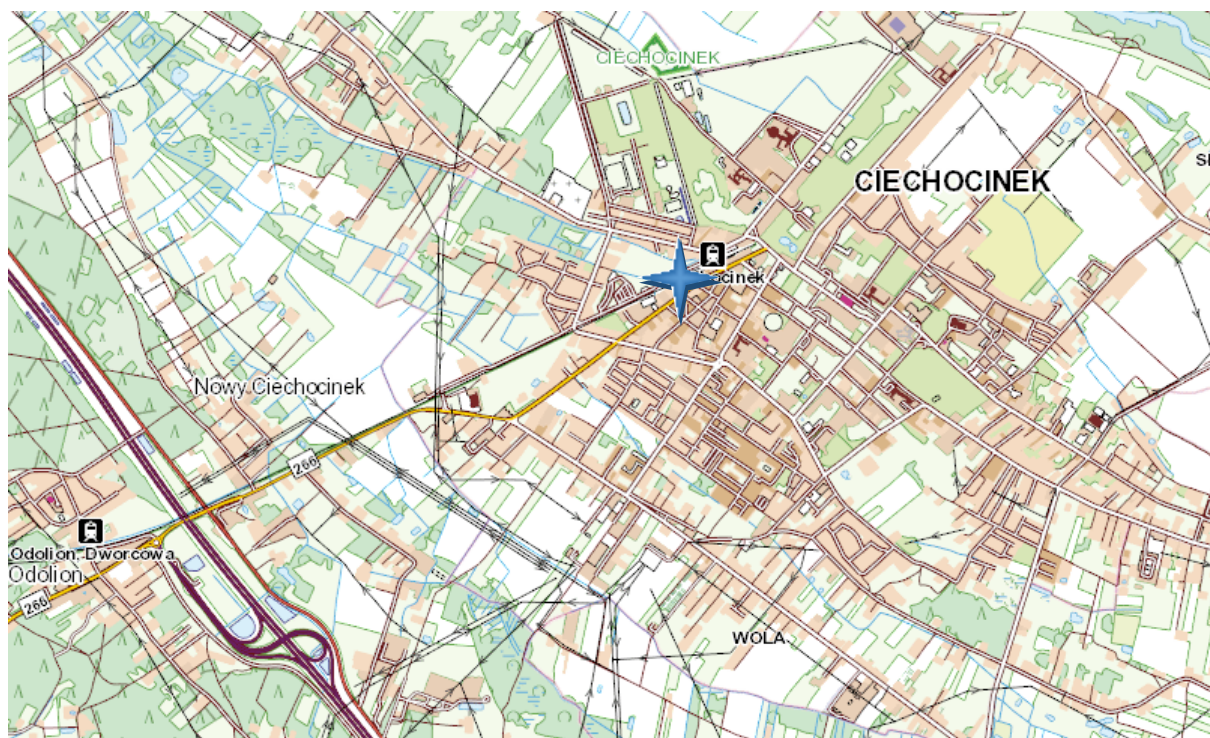 CIECHOCINEK
CIECHOCINEK
Nowy Ciechocinek
266
Odolion, Dworcowa
Odolion
266
WOLA